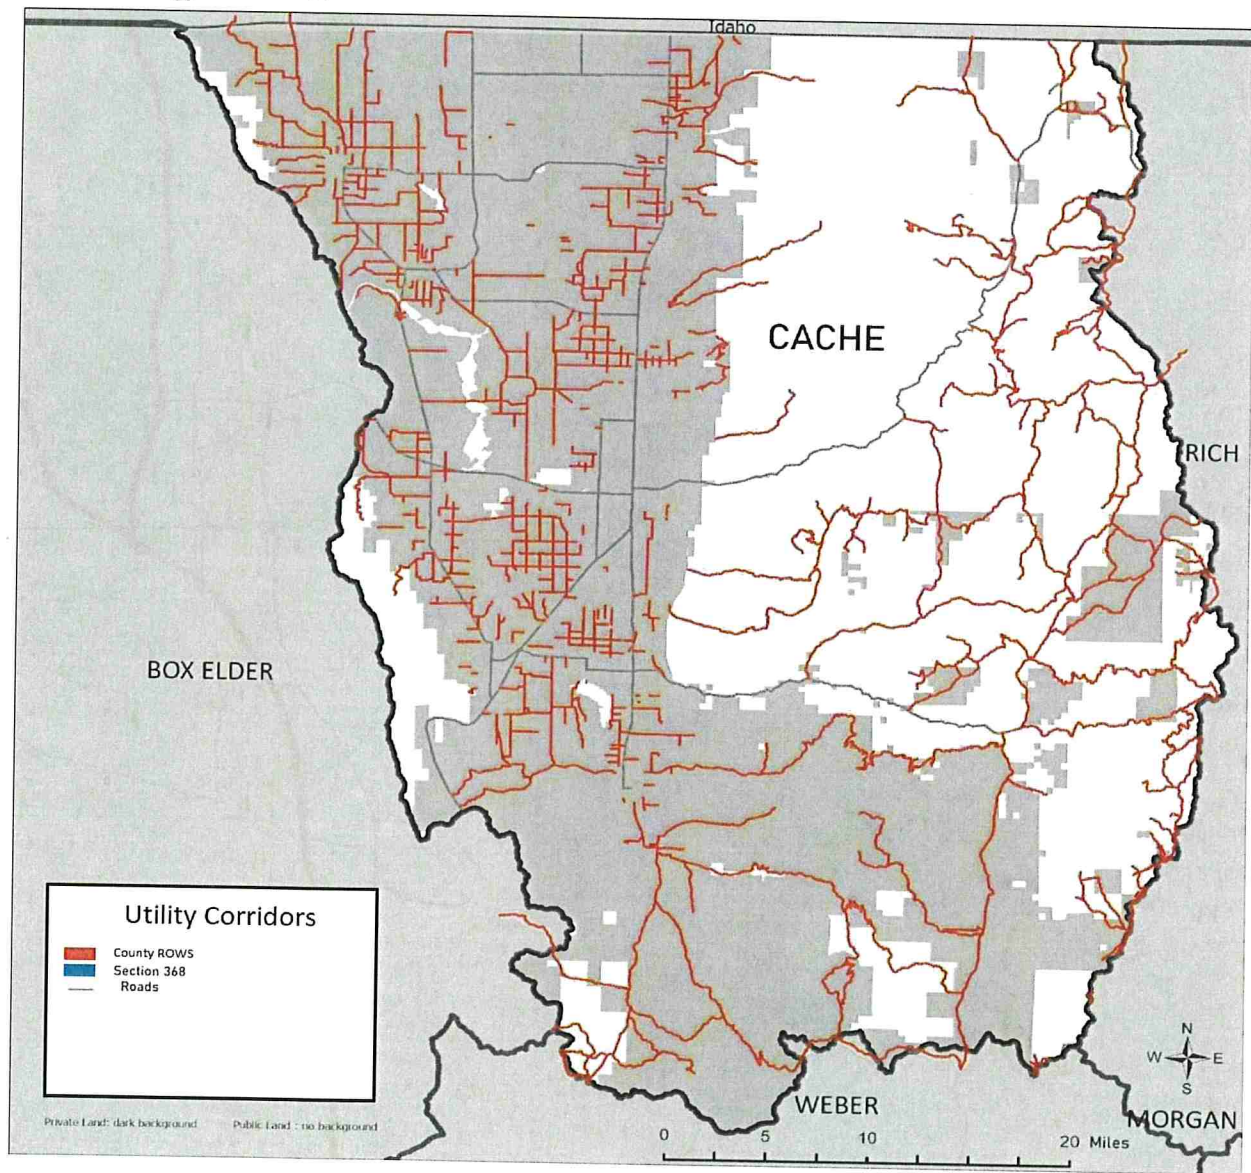 Idaho
CACHE
RICH
BOX ELDER
Utility Corridors
County ROWS
Section 368
Roads
N
W E
S
WEBER
MORGAN
Private Land: dark background Public Land : no background
0 5 10 20 Miles